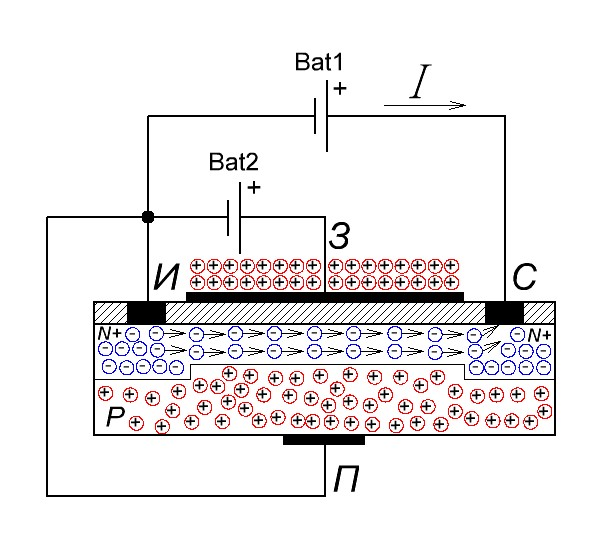 Bat1
+
I
Bat2
+
З
И
С
N+
N+
P
П